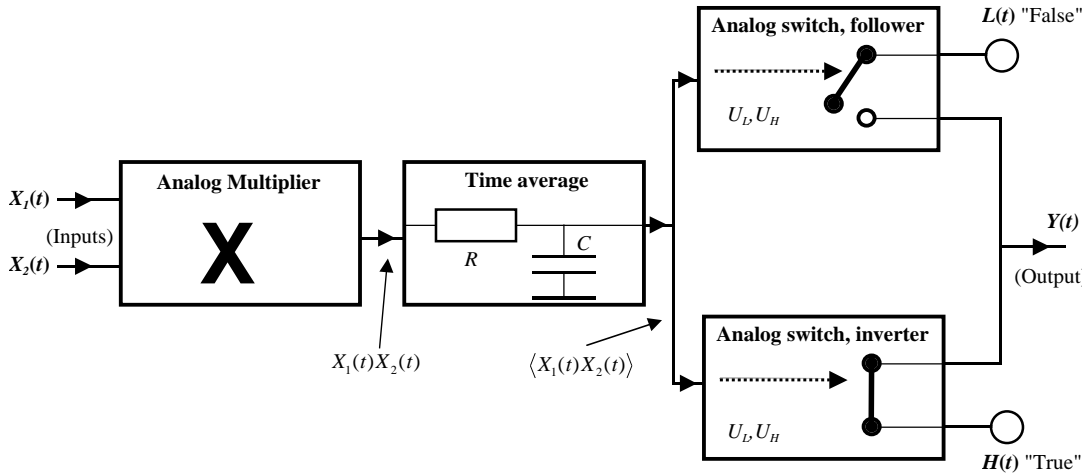 L(t) "False"
Analog switch, follower
U_L, U_H
Analog Multiplier
X
Time average
R
C
X_1(t)
(Inputs)
X_2(t)
X_1(t)X_2(t)
⟨X_1(t)X_2(t)⟩
Y(t)
(Output)
Analog switch, inverter
U_L, U_H
H(t) "True"